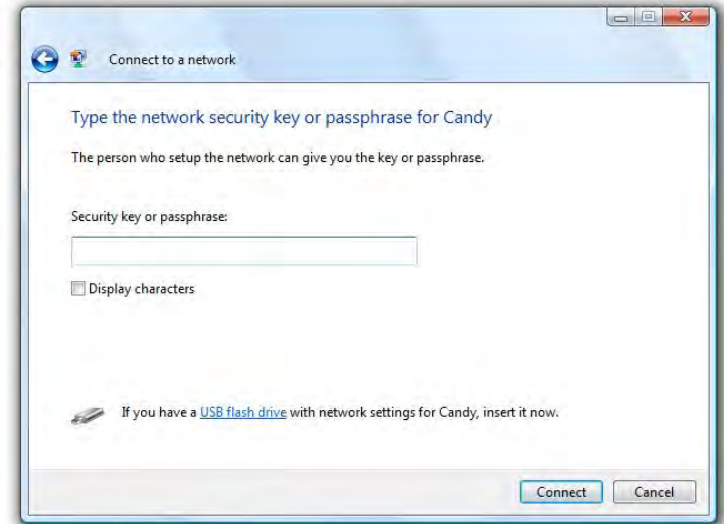 Connect to a network
Type the network security key or passphrase for Candy
The person who setup the network can give you the key or passphrase.
Security key or passphrase:
Display characters
If you have a USB flash drive with network settings for Candy, insert it now.
Connect Cancel